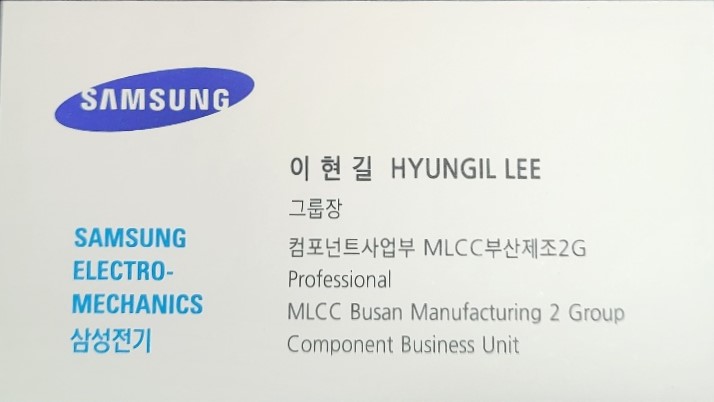 SAMSUNG
이 현 길 HYUNGIL LEE
그룹장
컴포넌트사업부 MLCC부산제조2G
Professional
MLCC Busan Manufacturing 2 Group
Component Business Unit
SAMSUNG
ELECTRO-
MECHANICS
삼성전기